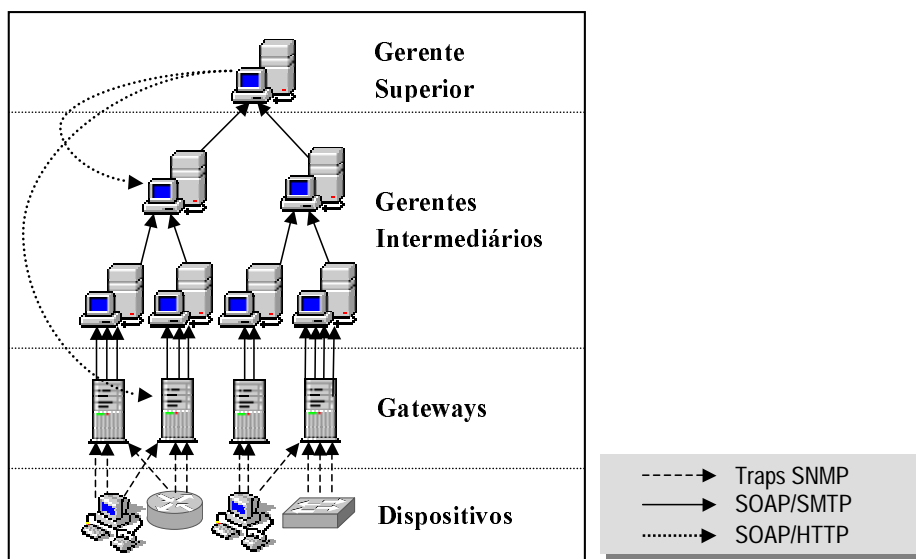 Gerente
Superior
Gerentes
Intermediários
Gateways
Dispositivos
Traps SNMP
SOAP/SMTP
SOAP/HTTP